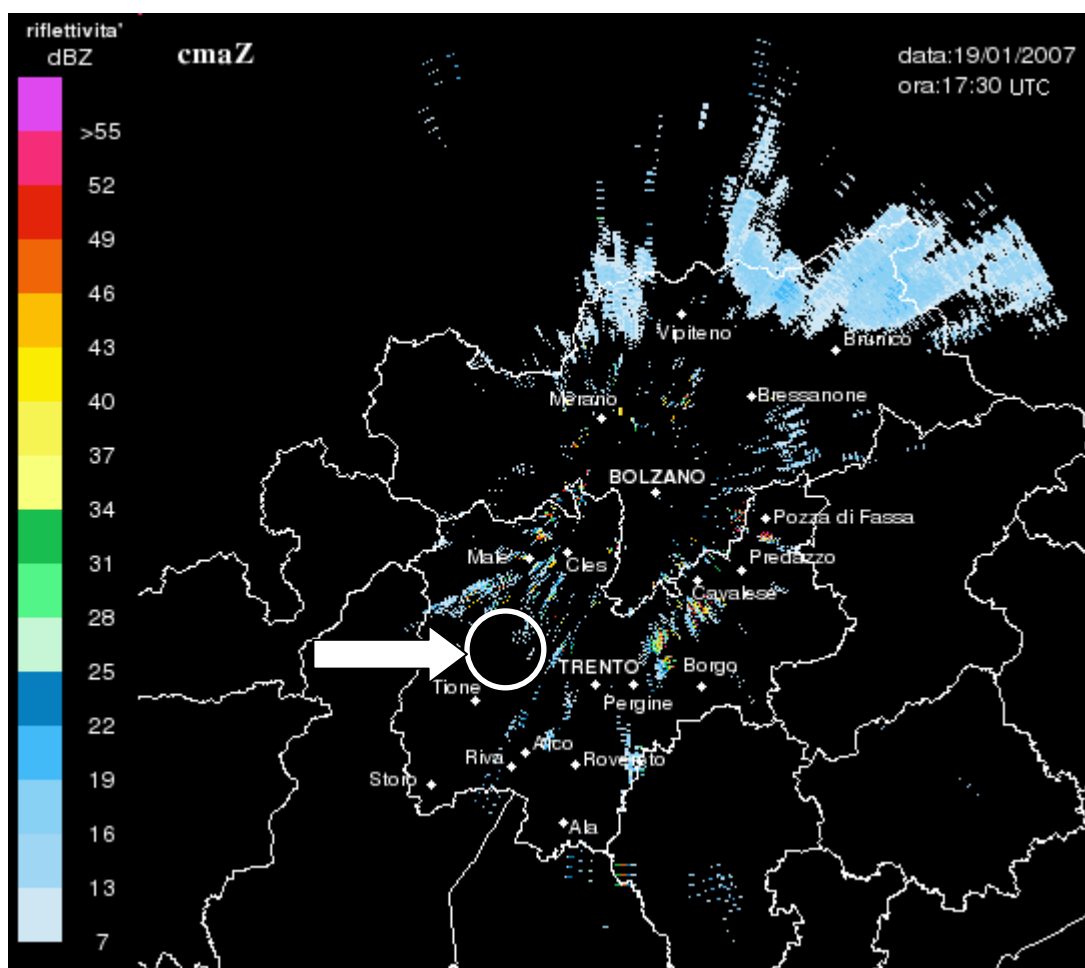 riflettivita'
dBZ
cmaZ
data:19/01/2007
ora:17:30 UTC
>55
52
49
46
43
40
37
34
31
28
25
22
19
16
13
7
Vipiteno
Brunico
Merano
Bressanone
BOLZANO
Pozza di Fassa
Malè
Cles
Predazzo
Cavalese
TRENTO
Borgo
Tione
Pergine
Arco
Riva
Rovereto
Storo
Ala